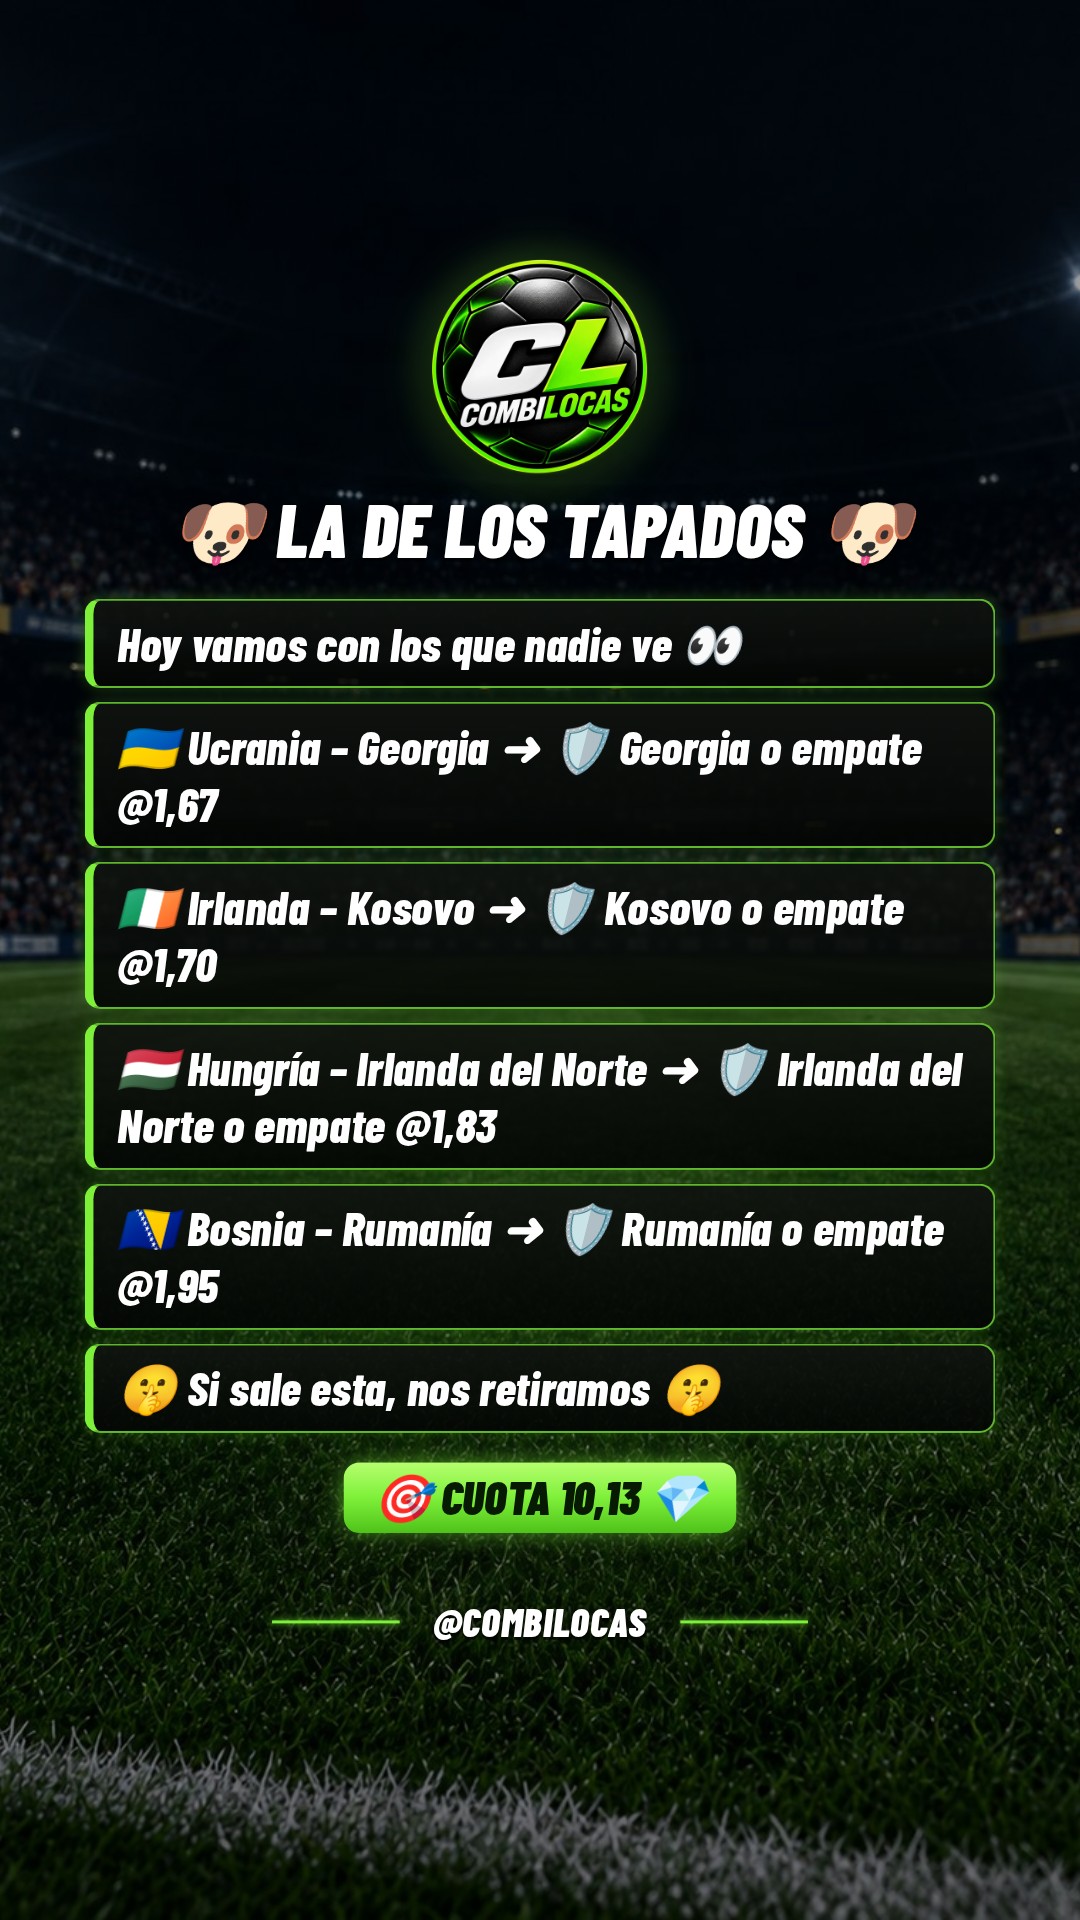 CL
COMBILOCAS
🐶 LA DE LOS TAPADOS 🐶
Hoy vamos con los que nadie ve 👀
🇺🇦 Ucrania – Georgia → 🛡️ Georgia o empate
@1,67
🇮🇪 Irlanda – Kosovo → 🛡️ Kosovo o empate
@1,70
🇭🇺 Hungría – Irlanda del Norte → 🛡️ Irlanda del
Norte o empate @1,83
🇧🇦 Bosnia – Rumanía → 🛡️ Rumanía o empate
@1,95
🤫 Si sale esta, nos retiramos 🤫
🎯 CUOTA 10,13 💎
@COMBILOCAS